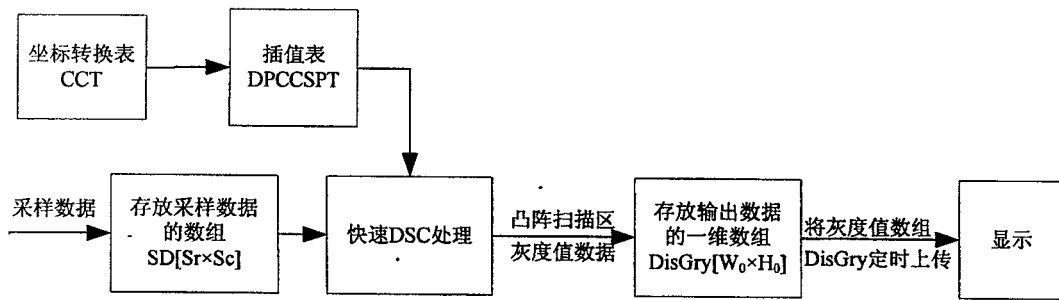 坐标转换表
CCT
插值表
DPCCSPT
采样数据
存放采样数据
的数组
SD[Sr×Sc]
快速DSC处理
凸阵扫描区
灰度值数据
存放输出数据
的一维数组
DisGry[W₀×H₀]
将灰度值数组
DisGry定时上传
显示